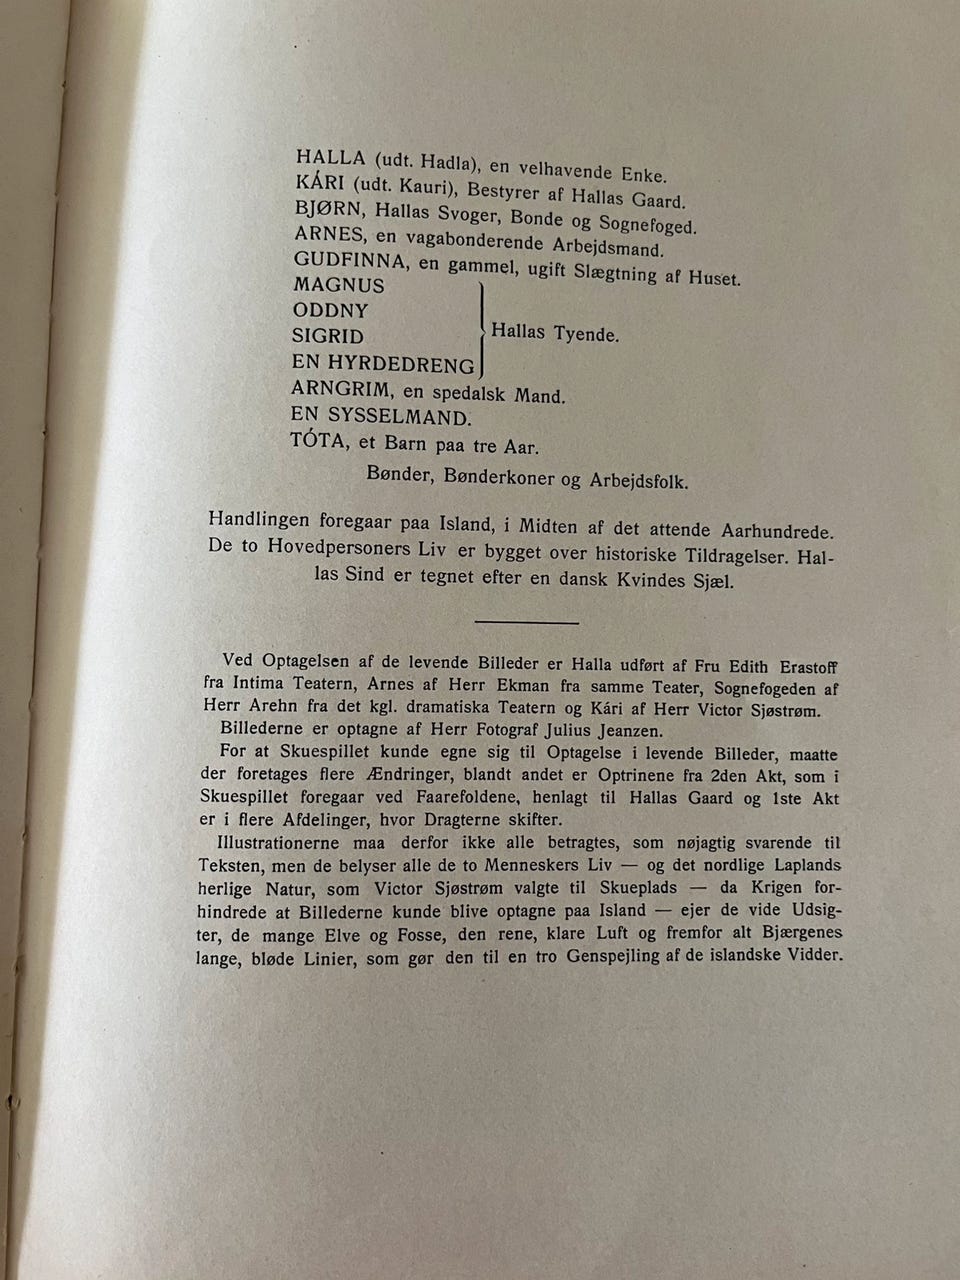 HALLA (udt. Hadla), en velhavende Enke.
KÁRI (udt. Kauri), Bestyrer af Hallas Gaard.
BJØRN, Hallas Svoger, Bonde og Sognefoged.
ARNES, en vagabonderende Arbejdsmand.
GUDFINNA, en gammel, ugift Slægtning af Huset.
MAGNUS
ODDNY
SIGRID
EN HYRDEDRENG
Hallas Tyende.
ARNGRIM, en spedalsk Mand.
EN SYSSELMAND.
TÓTA, et Barn paa tre Aar.
Bønder, Bønderkoner og Arbejdsfolk.
Handlingen foregaar paa Island, i Midten af det attende Aarhundrede.
De to Hovedpersoners Liv er bygget over historiske Tildragelser. Hal-
las Sind er tegnet efter en dansk Kvindes Sjæl.
Ved Optagelsen af de levende Billeder er Halla udført af Fru Edith Erastoff
fra Intima Teatern, Arnes af Herr Ekman fra samme Teater, Sognefogeden af
Herr Arehn fra det kgl. dramatiska Teatern og Kári af Herr Victor Sjøstrøm.
Billederne er optagne af Herr Fotograf Julius Jeanzen.
For at Skuespillet kunde egne sig til Optagelse i levende Billeder, maatte
der foretages flere Ændringer, blandt andet er Optrinene fra 2den Akt, som i
Skuespillet foregaar ved Faarefoldene, henlagt til Hallas Gaard og 1ste Akt
er i flere Afdelinger, hvor Dragterne skifter.
Illustrationerne maa derfor ikke alle betragtes, som nøjagtig svarende til
Teksten, men de belyser alle de to Menneskers Liv — og det nordlige Laplands
herlige Natur, som Victor Sjøstrøm valgte til Skueplads — da Krigen for-
hindrede at Billederne kunde blive optagne paa Island — ejer de vide Udsig-
ter, de mange Elve og Fosse, den rene, klare Luft og fremfor alt Bjærgenes
lange, bløde Linier, som gør den til en tro Genspejling af de islandske Vidder.